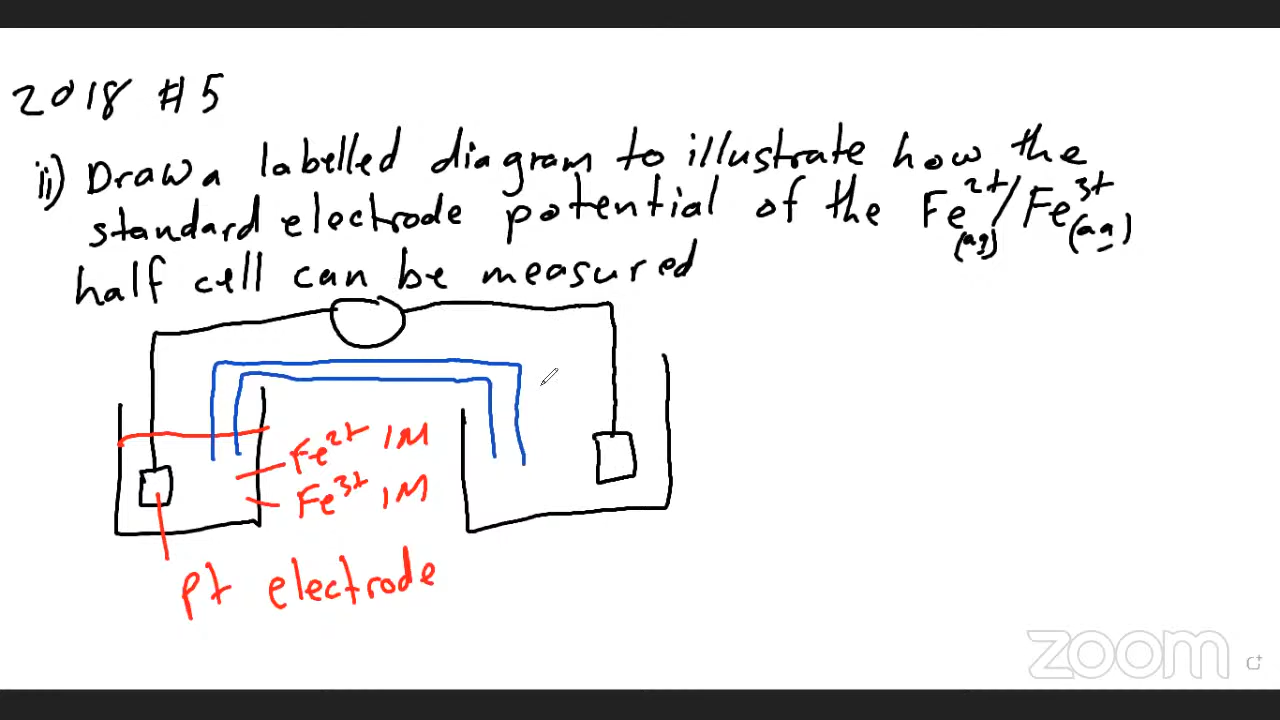 2018 #5
ii) Draw a labelled diagram to illustrate how the
standard electrode potential of the Fe²⁺(aq)/Fe³⁺(aq)
half cell can be measured
Fe²⁺ 1M
Fe³⁺ 1M
Pt electrode
zoom